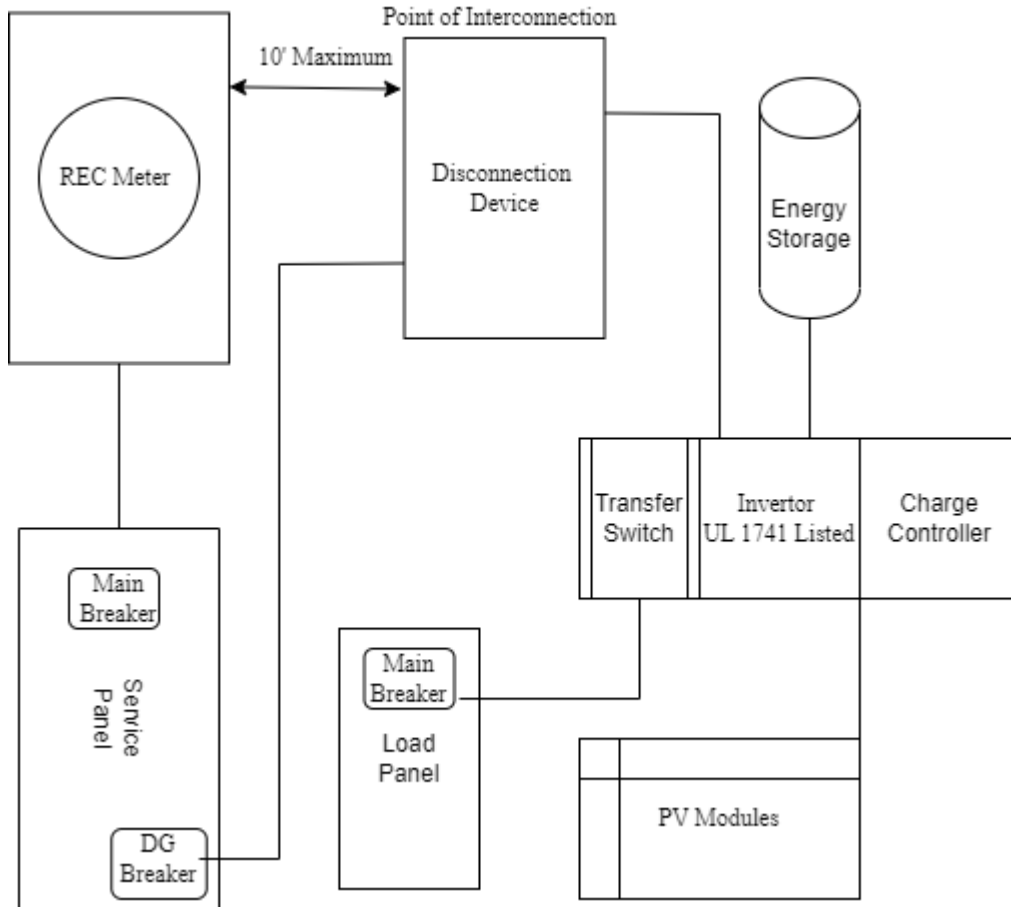 Point of Interconnection
10' Maximum
REC Meter
Disconnection
Device
Energy
Storage
Transfer
Switch
Invertor
UL 1741 Listed
Charge
Controller
Main
Breaker
Service
Panel
DG
Breaker
Main
Breaker
Load
Panel
PV Modules